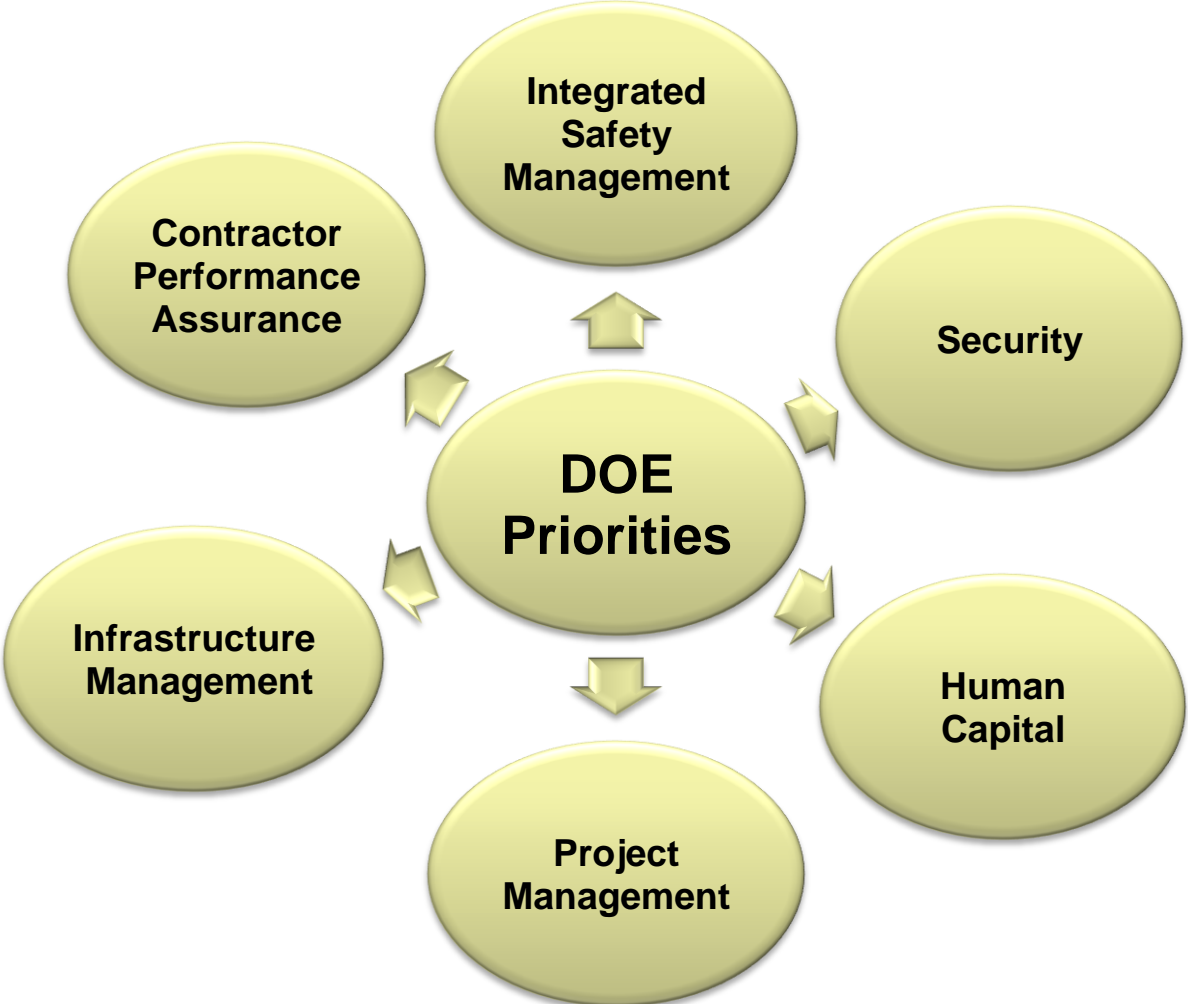 Integrated
Safety
Management
Contractor
Performance
Assurance
Security
DOE
Priorities
Infrastructure
Management
Human
Capital
Project
Management